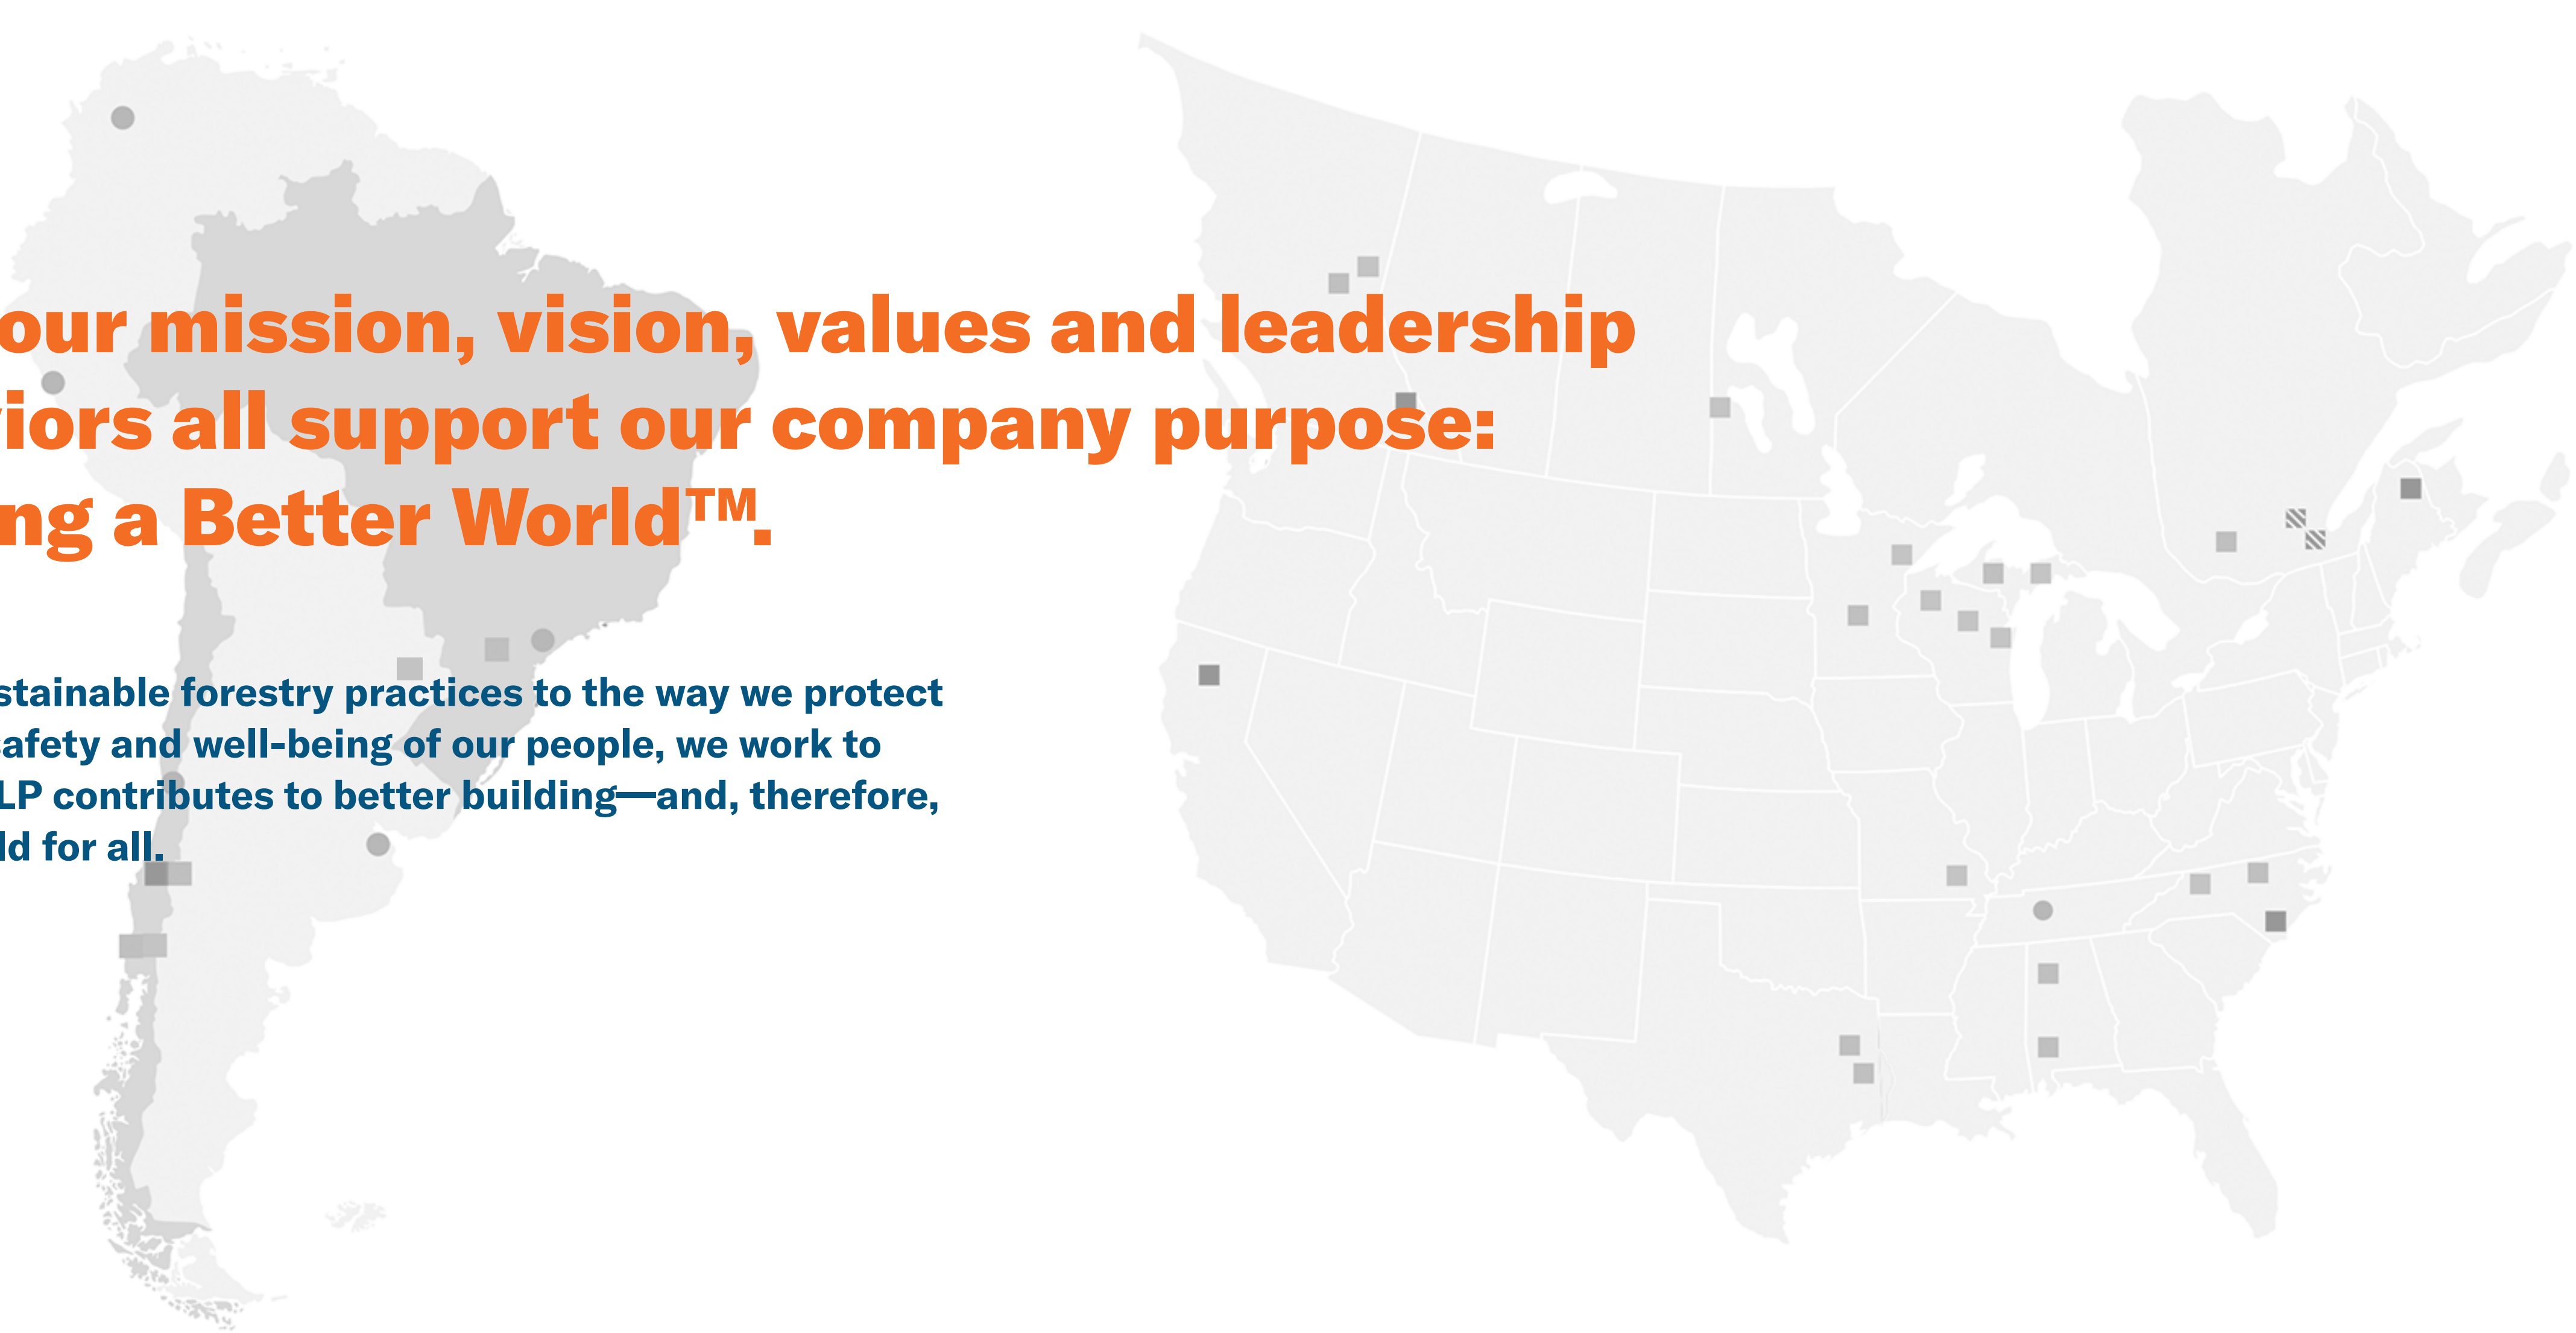 our mission, vision, values and leadership
iors all support our company purpose:
ng a Better World™.
stainable forestry practices to the way we protect
safety and well-being of our people, we work to
LP contributes to better building—and, therefore,
ld for all.